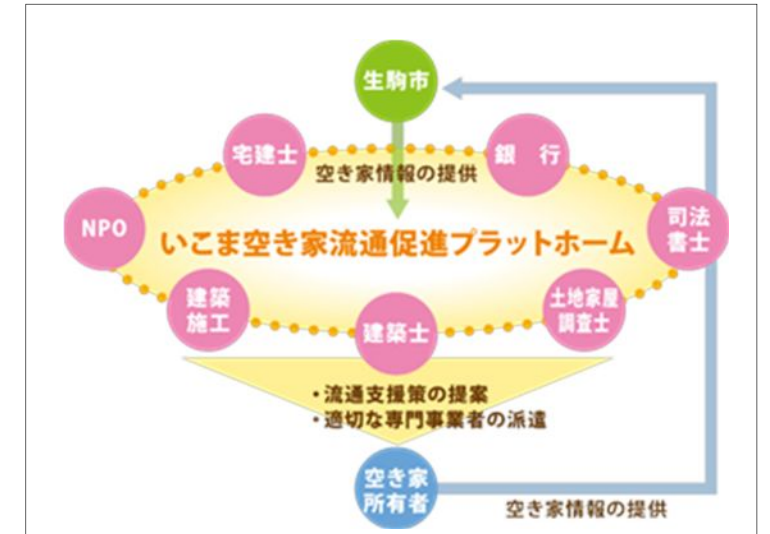 生駒市
宅建士
銀行
空き家情報の提供
NPO
いこま空き家流通促進プラットホーム
司法
書士
建築
施工
建築士
土地家屋
調査士
・流通支援策の提案
・適切な専門事業者の派遣
空き家
所有者
空き家情報の提供